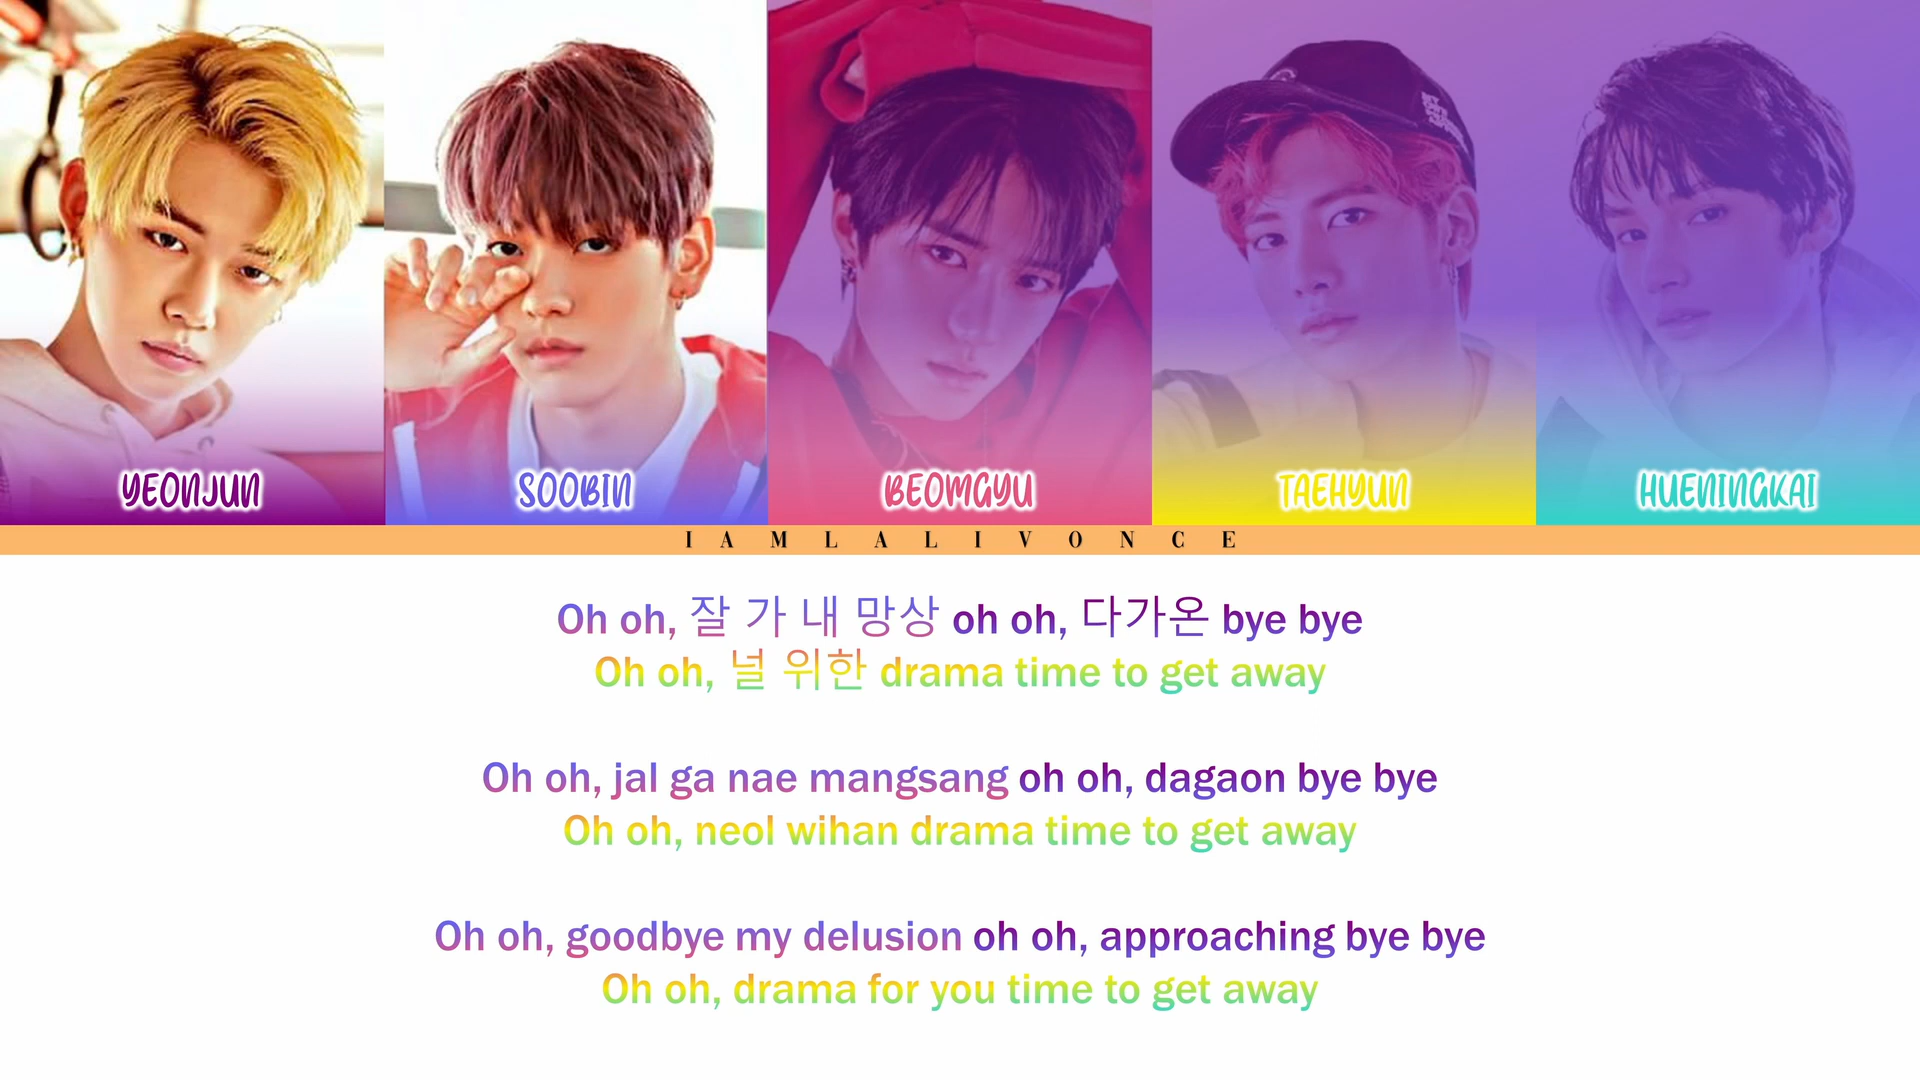 YEONJUN
SOOBIN
BEOMGYU
TAEHYUN
HUENINGKAI
IAMLALIVONCE
Oh oh, 잘 가 내 망상 oh oh, 다가온 bye bye
Oh oh, 널 위한 drama time to get away
Oh oh, jal ga nae mangsang oh oh, dagaon bye bye
Oh oh, neol wihan drama time to get away
Oh oh, goodbye my delusion oh oh, approaching bye bye
Oh oh, drama for you time to get away